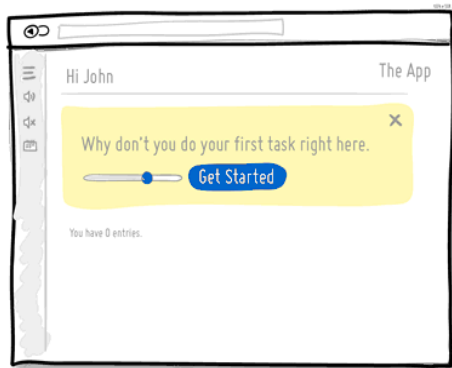 Hi John
The App
Why don't you do your first task right here.
Get Started
You have 0 entries.